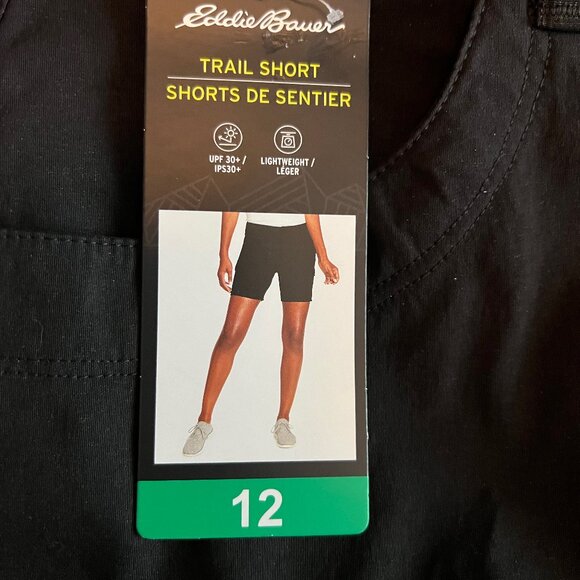 Eddie Bauer
TRAIL SHORT
SHORTS DE SENTIER
UPF 30+ /
IPS30+
LIGHTWEIGHT /
LÉGER
12